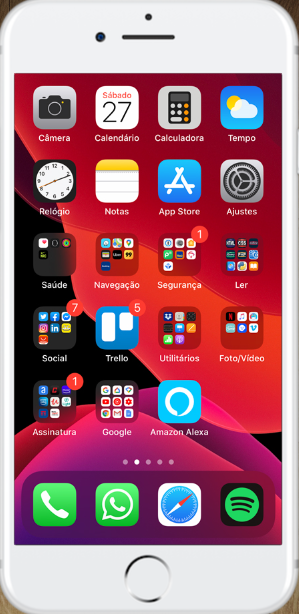 Sábado
27
Câmera
Calendário
Calculadora
Tempo
Relógio
Notas
App Store
Ajustes
1
Saúde
Navegação
Segurança
Ler
7
5
Social
Trello
Utilitários
Foto/Vídeo
1
Assinatura
Google
Amazon Alexa